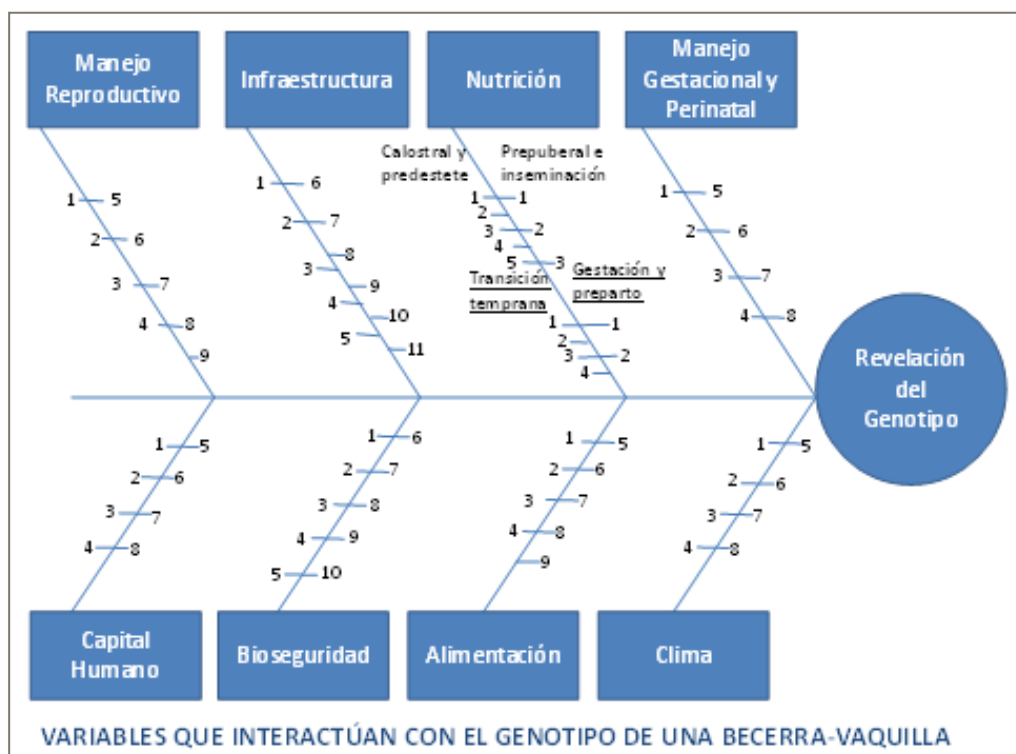 Manejo
Reproductivo
Infraestructura
Nutrición
Manejo
Gestacional y
Perinatal
Calostral y
predestete
Prepuberal e
inseminación
1 5
2 6
3 7
4 8
9
1 6
2 7
8
3
9
4
10
5
11
1 1
2
3 2
4
5 3
Transición
temprana
Gestación y
preparto
1 1
2
3 2
4
1 5
2 6
3 7
4 8
Revelación
del
Genotipo
1 5
2 6
3 7
4 8
1 6
2 7
3 8
4 9
5 10
1 5
2 6
3 7
4 8
9
1 5
2 6
3 7
4 8
Capital
Humano
Bioseguridad
Alimentación
Clima
VARIABLES QUE INTERACTÚAN CON EL GENOTIPO DE UNA BECERRA-VAQUILLA